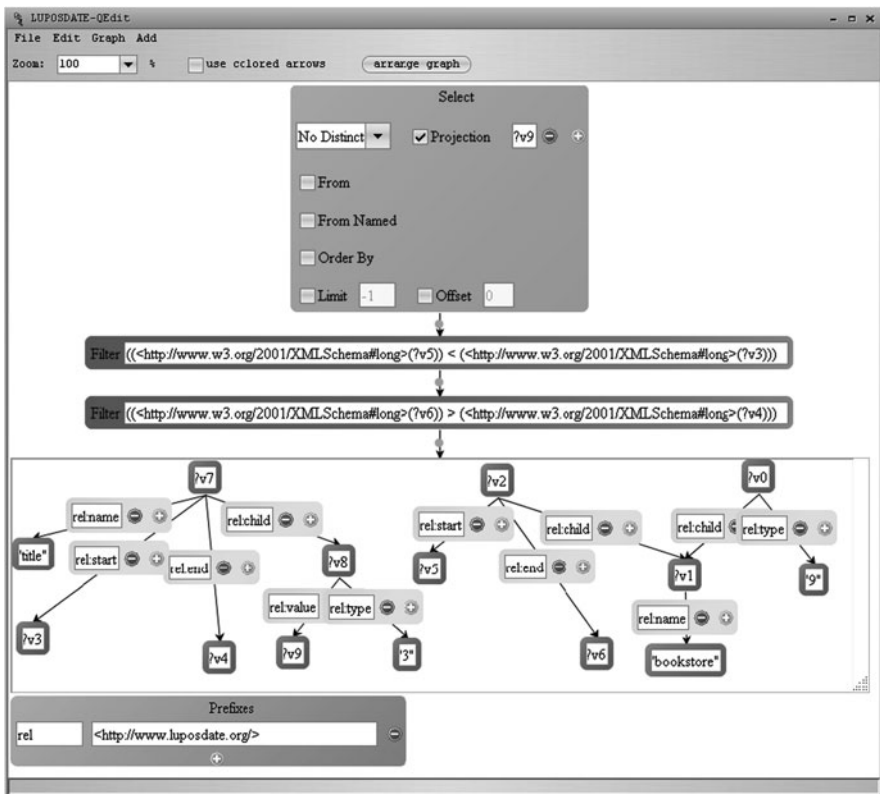 LUPOSDATE-QEdit
File Edit Graph Add
Zoom: 100 % use cclored arrows arrange graph
Select
No Distinct Projection ?v9
From
From Named
Order By
Limit -1 Offset 0
Filter ((<http://www.w3.org/2001/XMLSchema#long>(?v5)) < (<http://www.w3.org/2001/XMLSchema#long>(?v3)))
Filter ((<http://www.w3.org/2001/XMLSchema#long>(?v6)) > (<http://www.w3.org/2001/XMLSchema#long>(?v4)))
?v7 ?v2 ?v0
rel:name rel:child rel:start rel:child rel:child rel:type
"title" rel:start rel:end ?v8 ?v5 rel:end ?v1 "9"
rel:value rel:type rel:name
?v3 ?v4 ?v9 "3" ?v6 "bookstore"
Prefixes
rel <http://www.luposdate.org/>